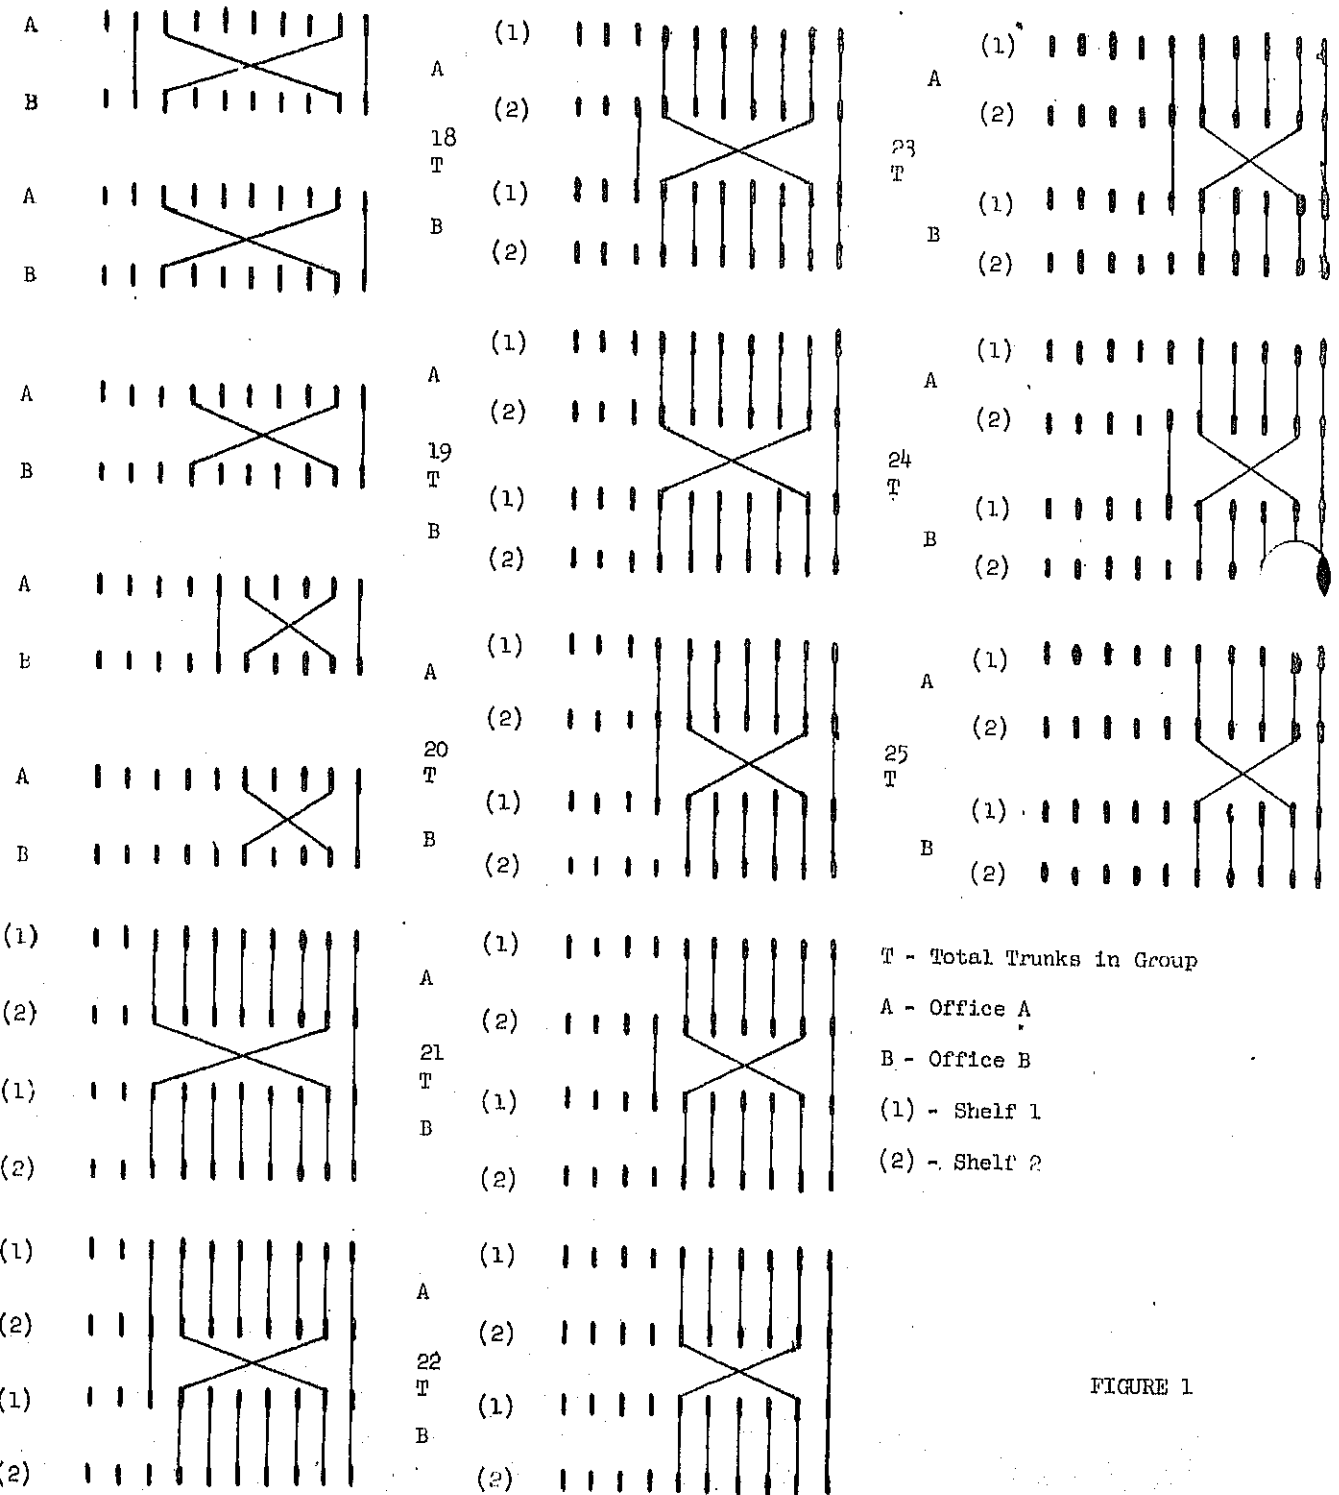 A
B
A
B
A
B
A
B
A
B
(1)
(2)
(1)
(2)
(1)
(2)
(1)
(2)
(1)
A
(2)
18
T
(1)
B
(2)
(1)
A
(2)
19
T
(1)
B
(2)
(1)
A
(2)
20
T
(1)
B
(2)
(1)
A
(2)
21
T
(1)
B
(2)
(1)
A
(2)
22
T
(1)
B
(2)
(1)
A
(2)
23
T
(1)
B
(2)
(1)
A
(2)
24
T
(1)
B
(2)
(1)
A
(2)
25
T
(1)
B
(2)
T - Total Trunks in Group
A - Office A
B - Office B
(1) - Shelf 1
(2) - Shelf 2
FIGURE 1